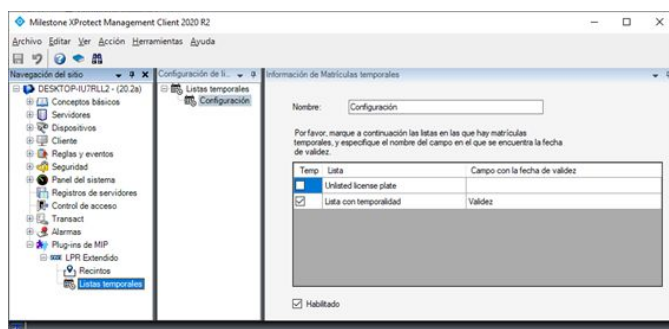 Milestone XProtect Management Client 2020 R2
Archivo Editar Ver Acción Herramientas Ayuda
Navegación del sitio
DESKTOP-IU7RLL2 - (20.2a)
Conceptos básicos
Servidores
Dispositivos
Cliente
Reglas y eventos
Seguridad
Panel del sistema
Registros de servidores
Control de acceso
Transact
Alarmas
Plug-ins de MIP
LPR Extendido
Recintos
Listas temporales
Configuración de li...
Listas temporales
Configuración
Información de Matrículas temporales
Nombre: Configuración
Por favor, marque a continuación las listas en las que hay matrículas
temporales, y especifique el nombre del campo en el que se encuentra la fecha
de validez.
Temp Lista Campo con la fecha de validez
Unlisted license plate
Lista con temporalidad Validez
Habilitado